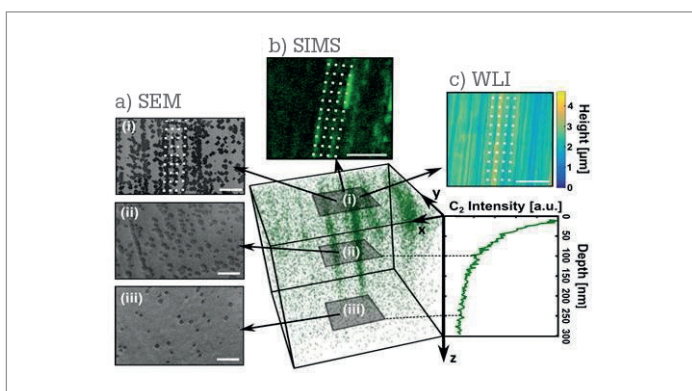 b) SIMS
c) WLI
a) SEM
(i)
(ii)
(iii)
4
3
2
1
0
Height [µm]
y
x
z
(i)
(ii)
(iii)
C₂ Intensity [a.u.]
0
50
100
150
200
250
300
Depth [nm]